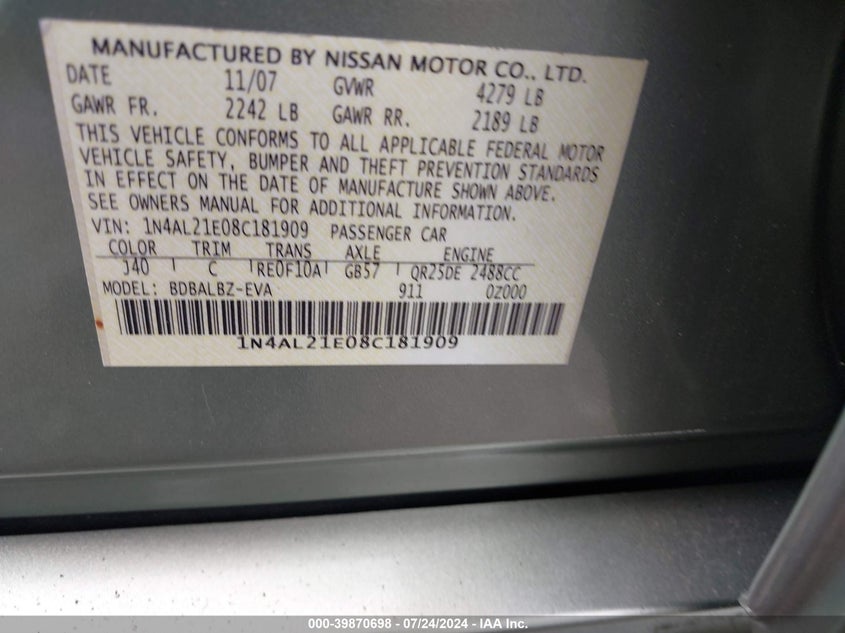 MANUFACTURED BY NISSAN MOTOR CO., LTD.
DATE 11/07 GVWR 4279 LB
GAWR FR. 2242 LB GAWR RR. 2189 LB
THIS VEHICLE CONFORMS TO ALL APPLICABLE FEDERAL MOTOR
VEHICLE SAFETY, BUMPER AND THEFT PREVENTION STANDARDS
IN EFFECT ON THE DATE OF MANUFACTURE SHOWN ABOVE.
SEE OWNERS MANUAL FOR ADDITIONAL INFORMATION.
VIN: 1N4AL21E08C181909 PASSENGER CAR
COLOR TRIM TRANS AXLE ENGINE
J40 C RE0F10A GB57 QR25DE 2488CC
MODEL: BDBALBZ-EVA 911 0Z000
1N4AL21E08C181909
000-39870698 - 07/24/2024 - IAA Inc.